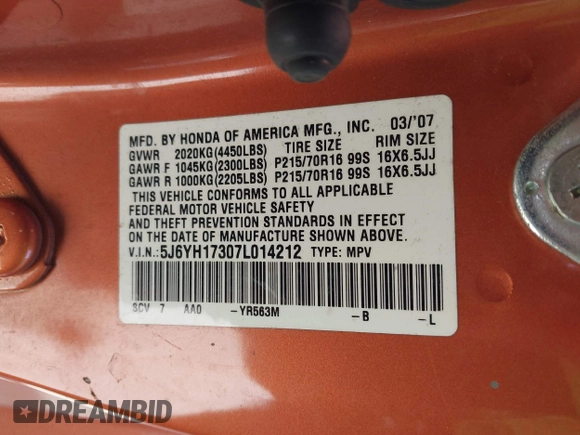 MFD. BY HONDA OF AMERICA MFG., INC. 03/'07
GVWR 2020KG(4450LBS) TIRE SIZE RIM SIZE
GAWR F 1045KG(2300LBS) P215/70R16 99S 16X6.5JJ
GAWR R 1000KG(2205LBS) P215/70R16 99S 16X6.5JJ
THIS VEHICLE CONFORMS TO ALL APPLICABLE
FEDERAL MOTOR VEHICLE SAFETY
AND THEFT PREVENTION STANDARDS IN EFFECT
ON THE DATE OF MANUFACTURE SHOWN ABOVE.
V.I.N.: 5J6YH17307L014212 TYPE: MPV
SCV 7 AA0 -YR563M -B -L
DREAMBID